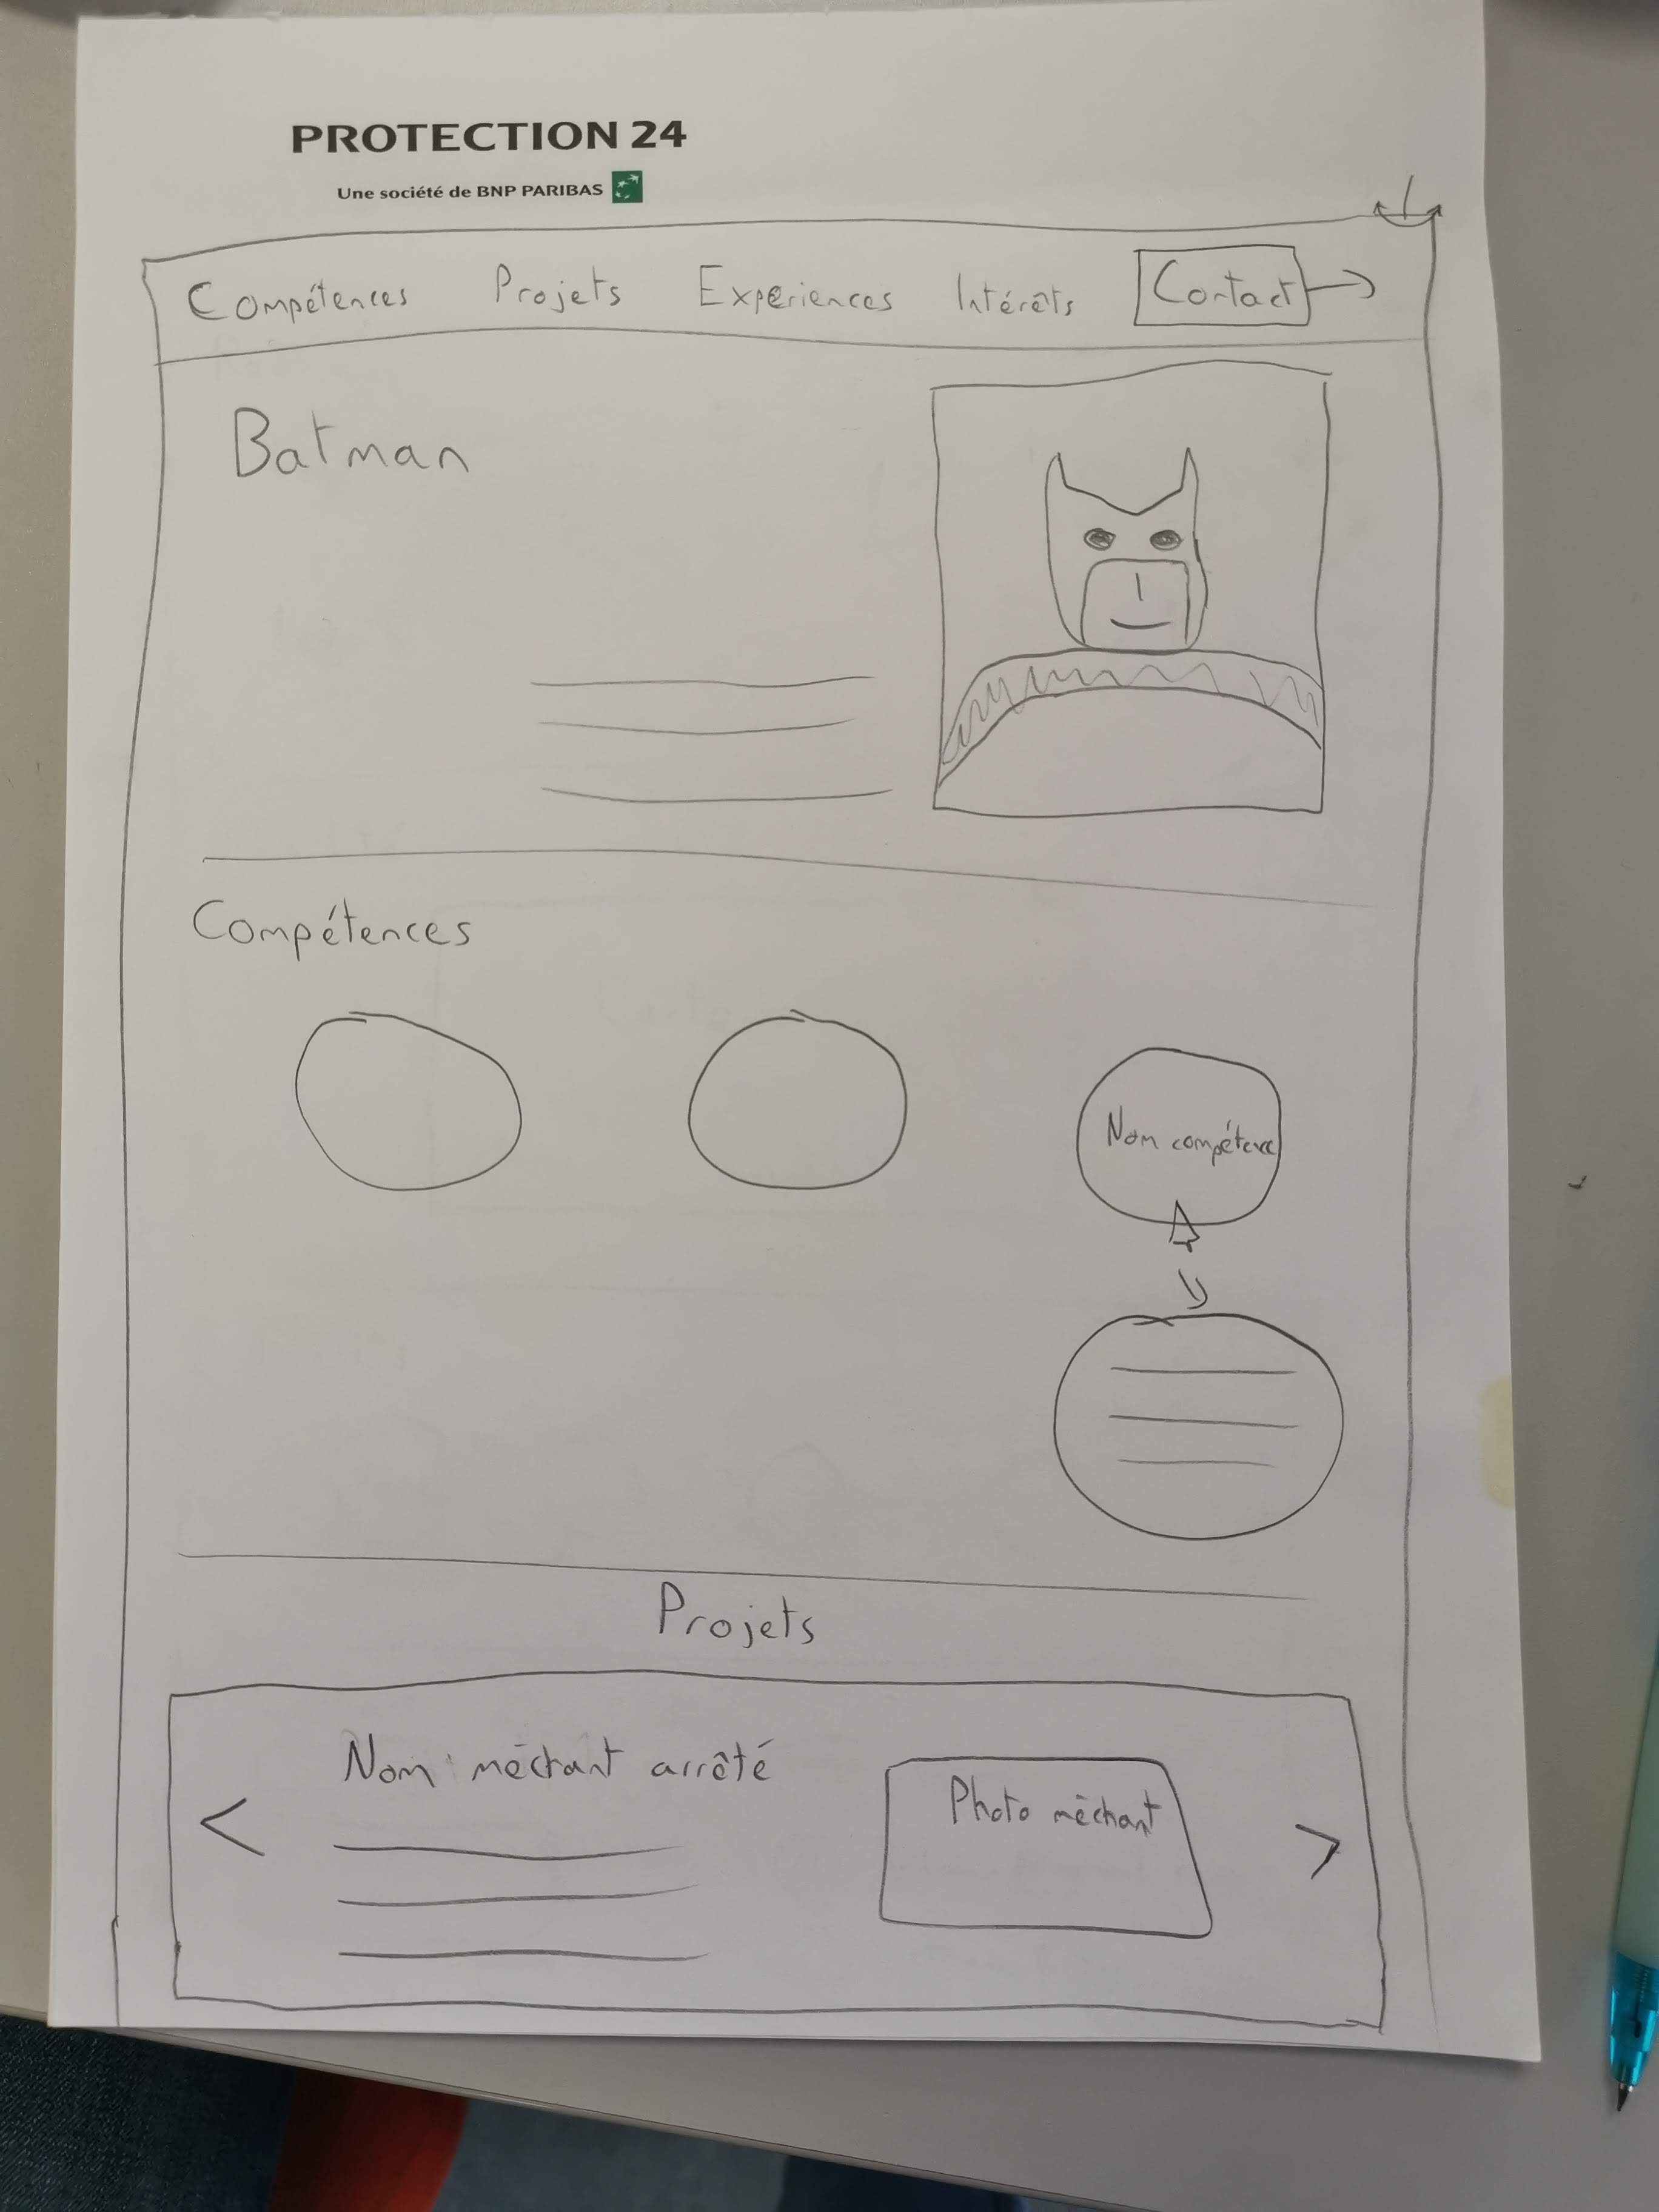 PROTECTION 24
Une société de BNP PARIBAS
Compétences Projets Experiences Intérêts Contact
Batman
Compétences
Nom compétence
Projets
Nom méchant arrêté
Photo méchant